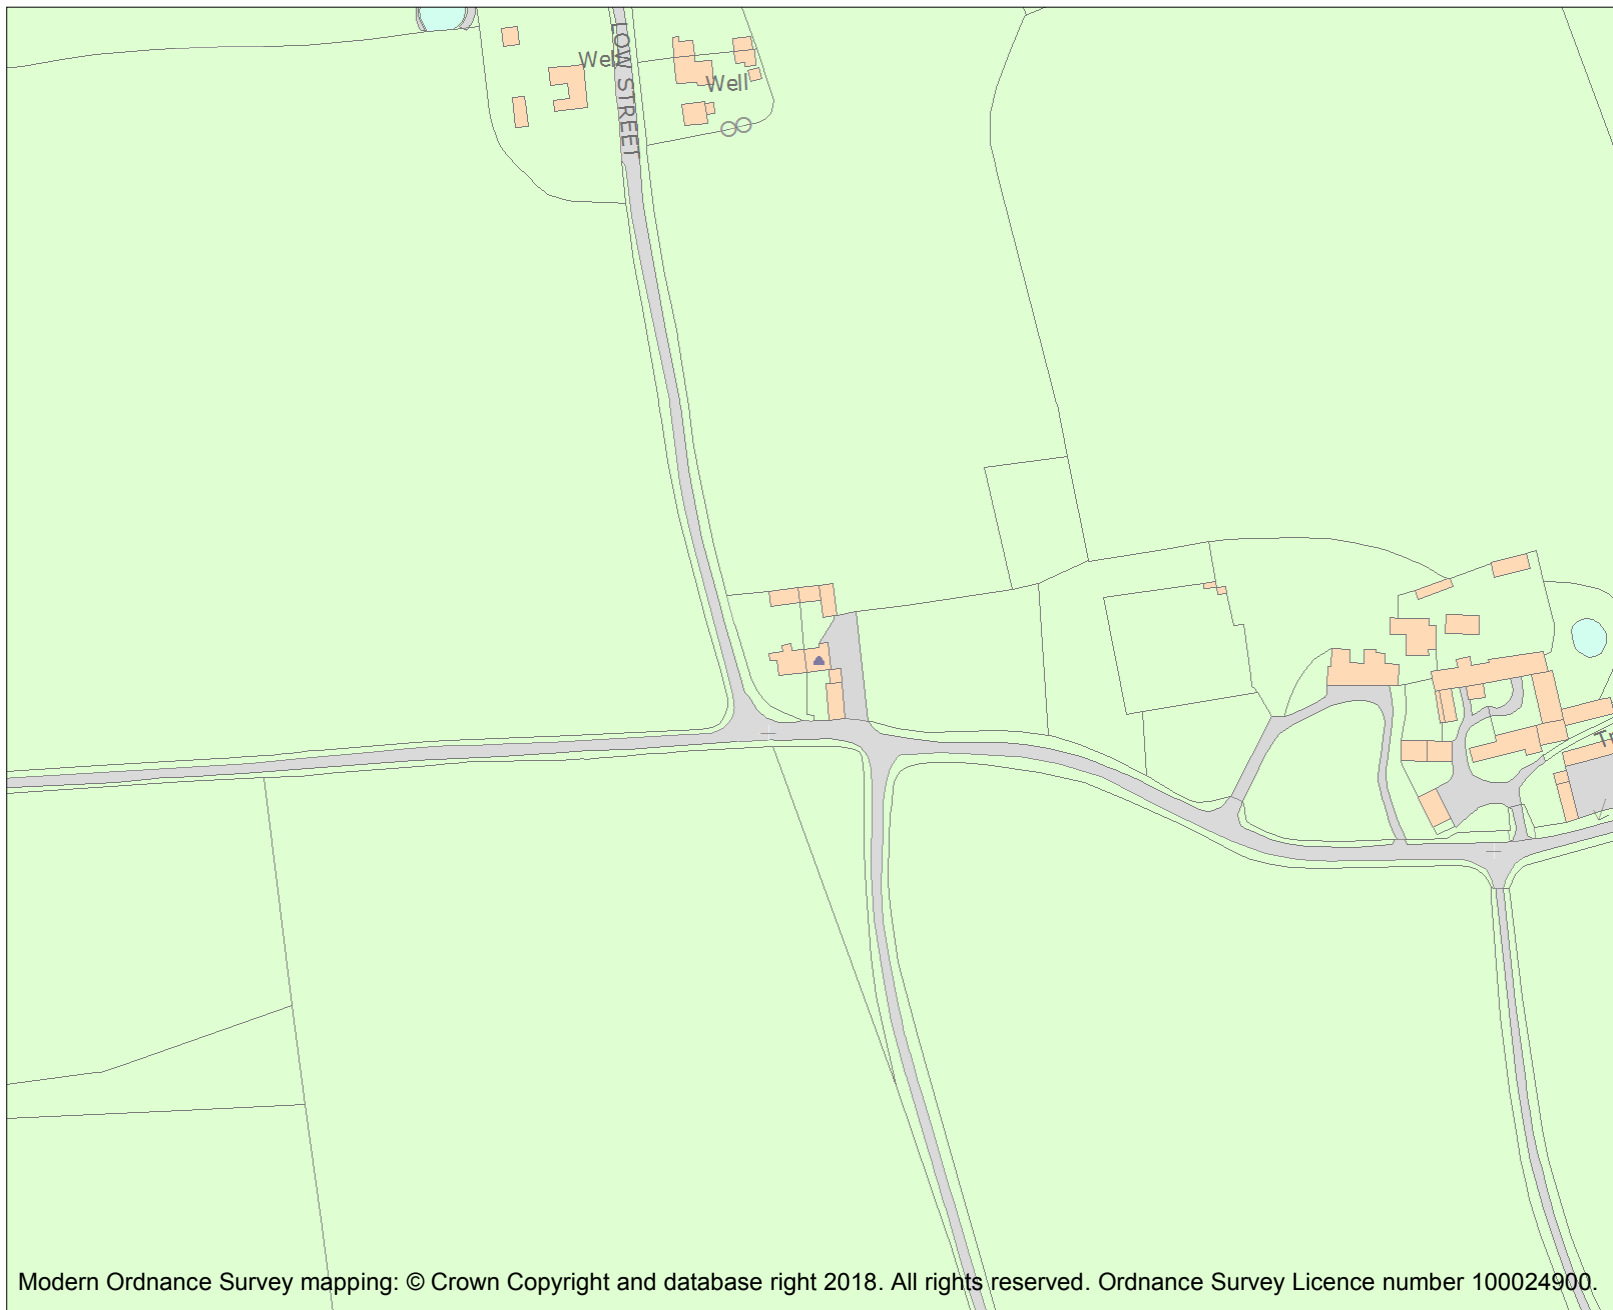 Well
LOW STREET
Well
Tr
Modern Ordnance Survey mapping: © Crown Copyright and database right 2018. All rights reserved. Ordnance Survey Licence number 100024900.